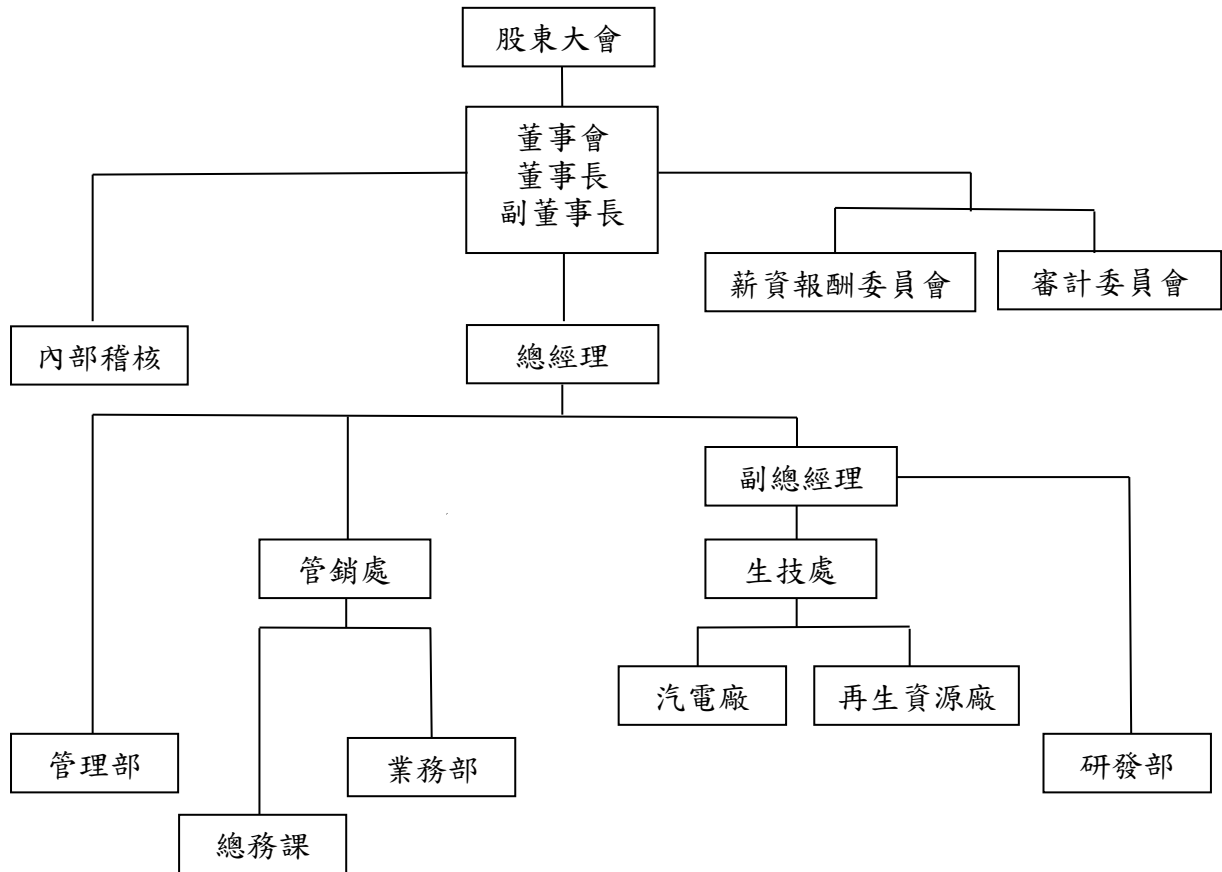 股東大會
董事會
董事長
副董事長
薪資報酬委員會
審計委員會
內部稽核
總經理
副總經理
管銷處
生技處
汽電廠
再生資源廠
管理部
業務部
研發部
總務課